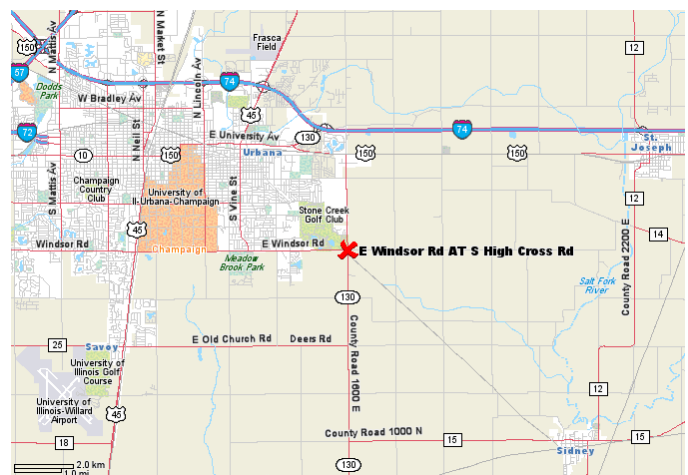 150
N Mattis Av
N Market St
45
Frasca
Field
12
57
Dodds
Park
N Lincoln Av
74
W Bradley Av
45
72
N Neil St
E University Av
130
74
Urbana
St.
Joseph
10
150
150
150
S Mattis Av
Champaign
Country
Club
University of
Il-Urbana-Champaign
S Vine St
12
Stone Creek
Golf Club
45
14
Windsor Rd
Champaign
E Windsor Rd
E Windsor Rd AT S High Cross Rd
Meadow
Brook Park
County Road 2200 E
Salt Fork
River
130
25
Savoy
E Old Church Rd
Deers Rd
County Road 1600 E
University of
Illinois Golf
Course
University of
Illinois-Willard
Airport
45
12
18
County Road 1000 N
15
15
Sidney
2.0 km
1.0 mi
130